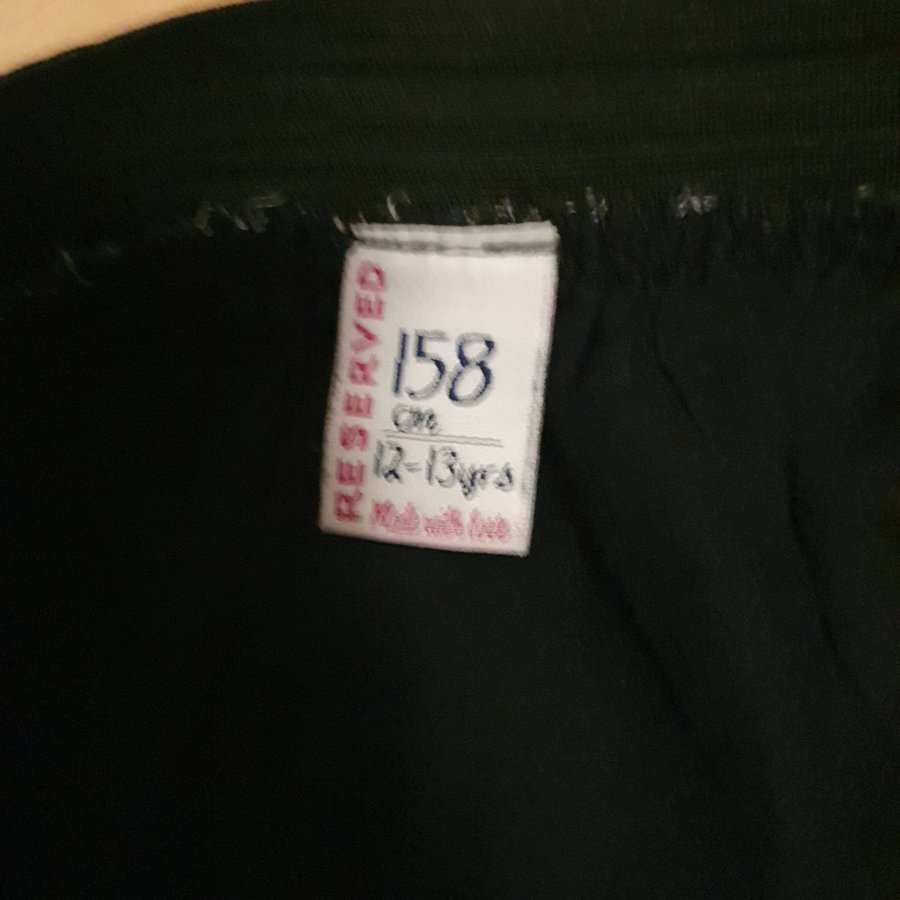 RESERVED
158
cm
12-13yrs
Made with love